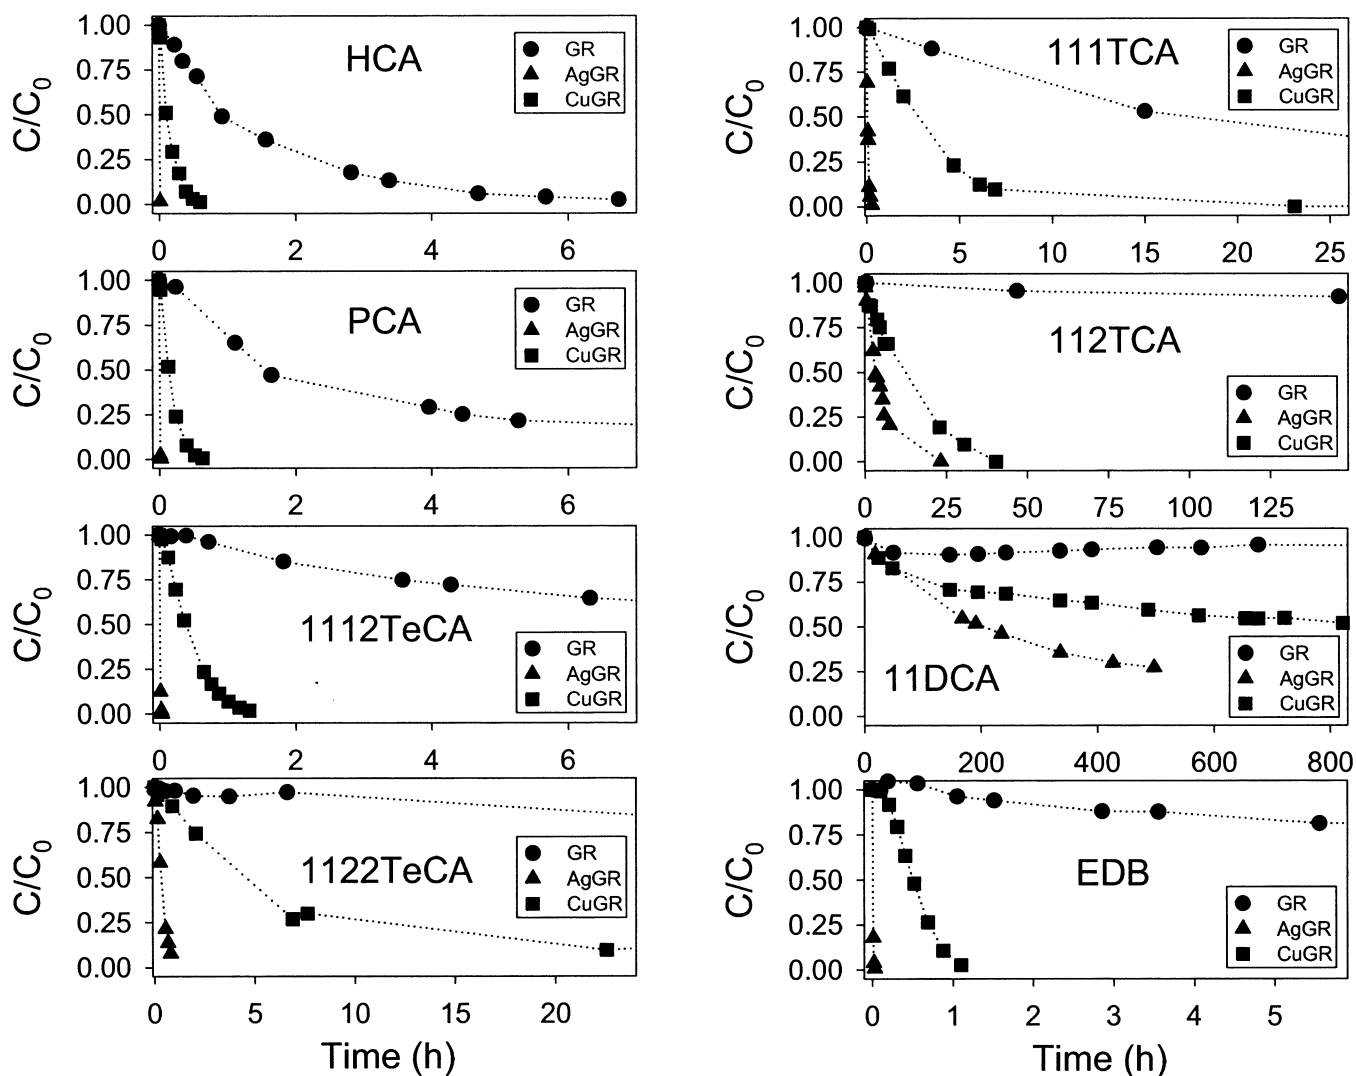 C/C0
1.00
0.75
0.50
0.25
0.00
HCA
GR
AgGR
CuGR
0 2 4 6
C/C0
1.00
0.75
0.50
0.25
0.00
PCA
GR
AgGR
CuGR
0 2 4 6
C/C0
1.00
0.75
0.50
0.25
0.00
1112TeCA
GR
AgGR
CuGR
0 2 4 6
C/C0
1.00
0.75
0.50
0.25
0.00
1122TeCA
GR
AgGR
CuGR
0 5 10 15 20
Time (h)
C/C0
1.00
0.75
0.50
0.25
0.00
111TCA
GR
AgGR
CuGR
0 5 10 15 20 25
C/C0
1.00
0.75
0.50
0.25
0.00
112TCA
GR
AgGR
CuGR
0 25 50 75 100 125
C/C0
1.00
0.75
0.50
0.25
0.00
11DCA
GR
AgGR
CuGR
0 200 400 600 800
C/C0
1.00
0.75
0.50
0.25
0.00
EDB
GR
AgGR
CuGR
0 1 2 3 4 5
Time (h)